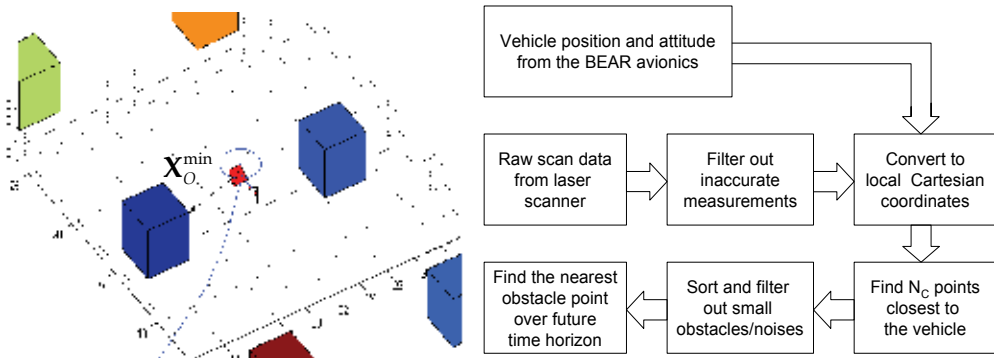 X_O^min
Vehicle position and attitude
from the BEAR avionics
Raw scan data
from laser
scanner
Filter out
inaccurate
measurements
Convert to
local Cartesian
coordinates
Find the nearest
obstacle point
over future
time horizon
Sort and filter
out small
obstacles/noises
Find N_C points
closest to
the vehicle